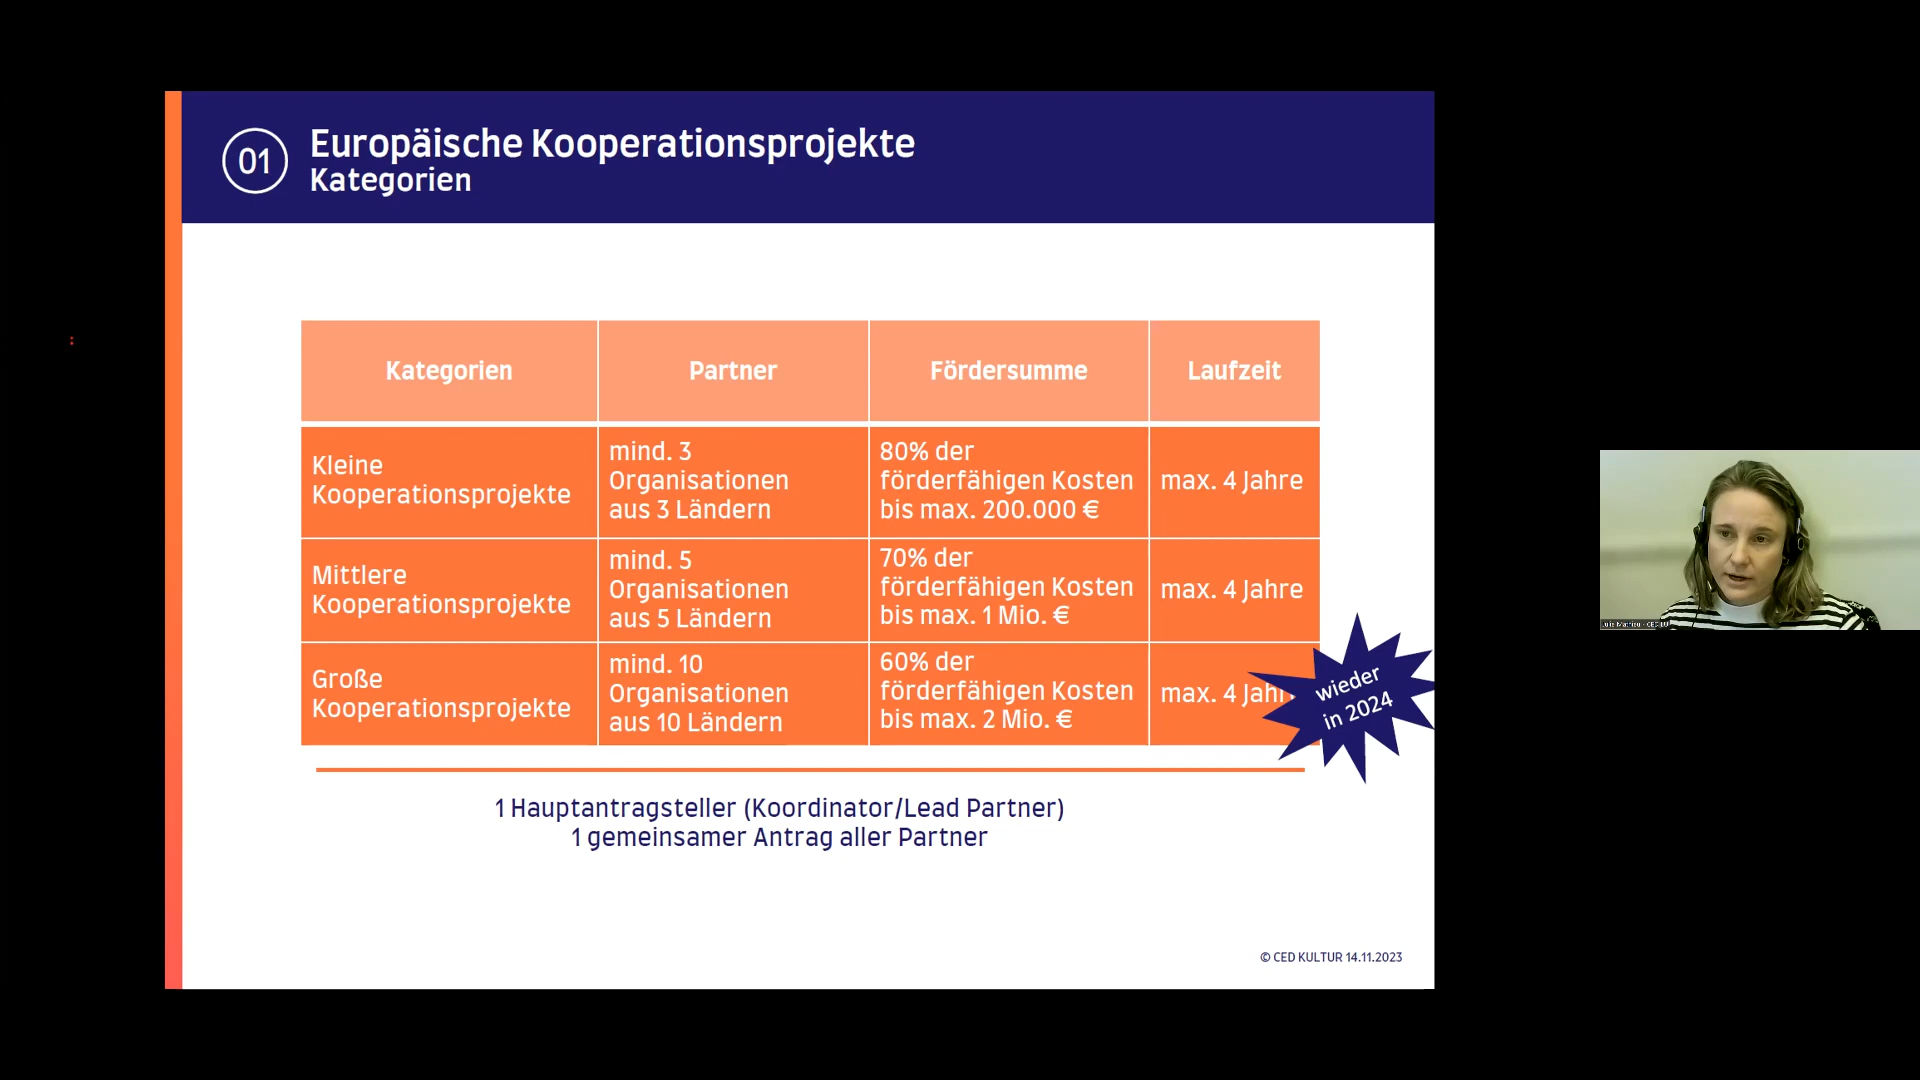 01
Europäische Kooperationsprojekte
Kategorien
Kategorien
Partner
Fördersumme
Laufzeit
Kleine
Kooperationsprojekte
mind. 3
Organisationen
aus 3 Ländern
80% der
förderfähigen Kosten
bis max. 200.000 €
max. 4 Jahre
Mittlere
Kooperationsprojekte
mind. 5
Organisationen
aus 5 Ländern
70% der
förderfähigen Kosten
bis max. 1 Mio. €
max. 4 Jahre
Große
Kooperationsprojekte
mind. 10
Organisationen
aus 10 Ländern
60% der
förderfähigen Kosten
bis max. 2 Mio. €
max. 4 Jahr
wieder
in 2024
1 Hauptantragsteller (Koordinator/Lead Partner)
1 gemeinsamer Antrag aller Partner
© CED KULTUR 14.11.2023